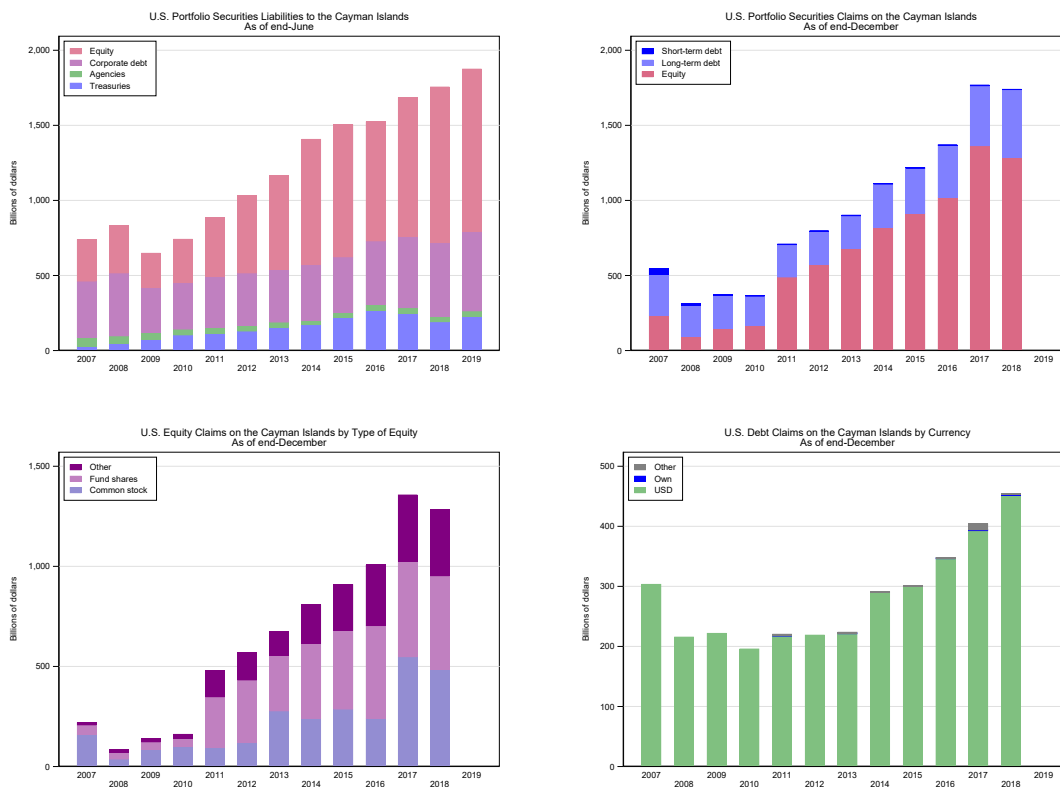 U.S. Portfolio Securities Liabilities to the Cayman Islands
As of end-June
Billions of dollars
2,000
1,500
1,000
500
0
Equity
Corporate debt
Agencies
Treasuries
2007 2008 2009 2010 2011 2012 2013 2014 2015 2016 2017 2018 2019
U.S. Portfolio Securities Claims on the Cayman Islands
As of end-December
Billions of dollars
2,000
1,500
1,000
500
0
Short-term debt
Long-term debt
Equity
2007 2008 2009 2010 2011 2012 2013 2014 2015 2016 2017 2018 2019
U.S. Equity Claims on the Cayman Islands by Type of Equity
As of end-December
Billions of dollars
1,500
1,000
500
0
Other
Fund shares
Common stock
2007 2008 2009 2010 2011 2012 2013 2014 2015 2016 2017 2018 2019
U.S. Debt Claims on the Cayman Islands by Currency
As of end-December
Billions of dollars
500
400
300
200
100
0
Other
Own
USD
2007 2008 2009 2010 2011 2012 2013 2014 2015 2016 2017 2018 2019